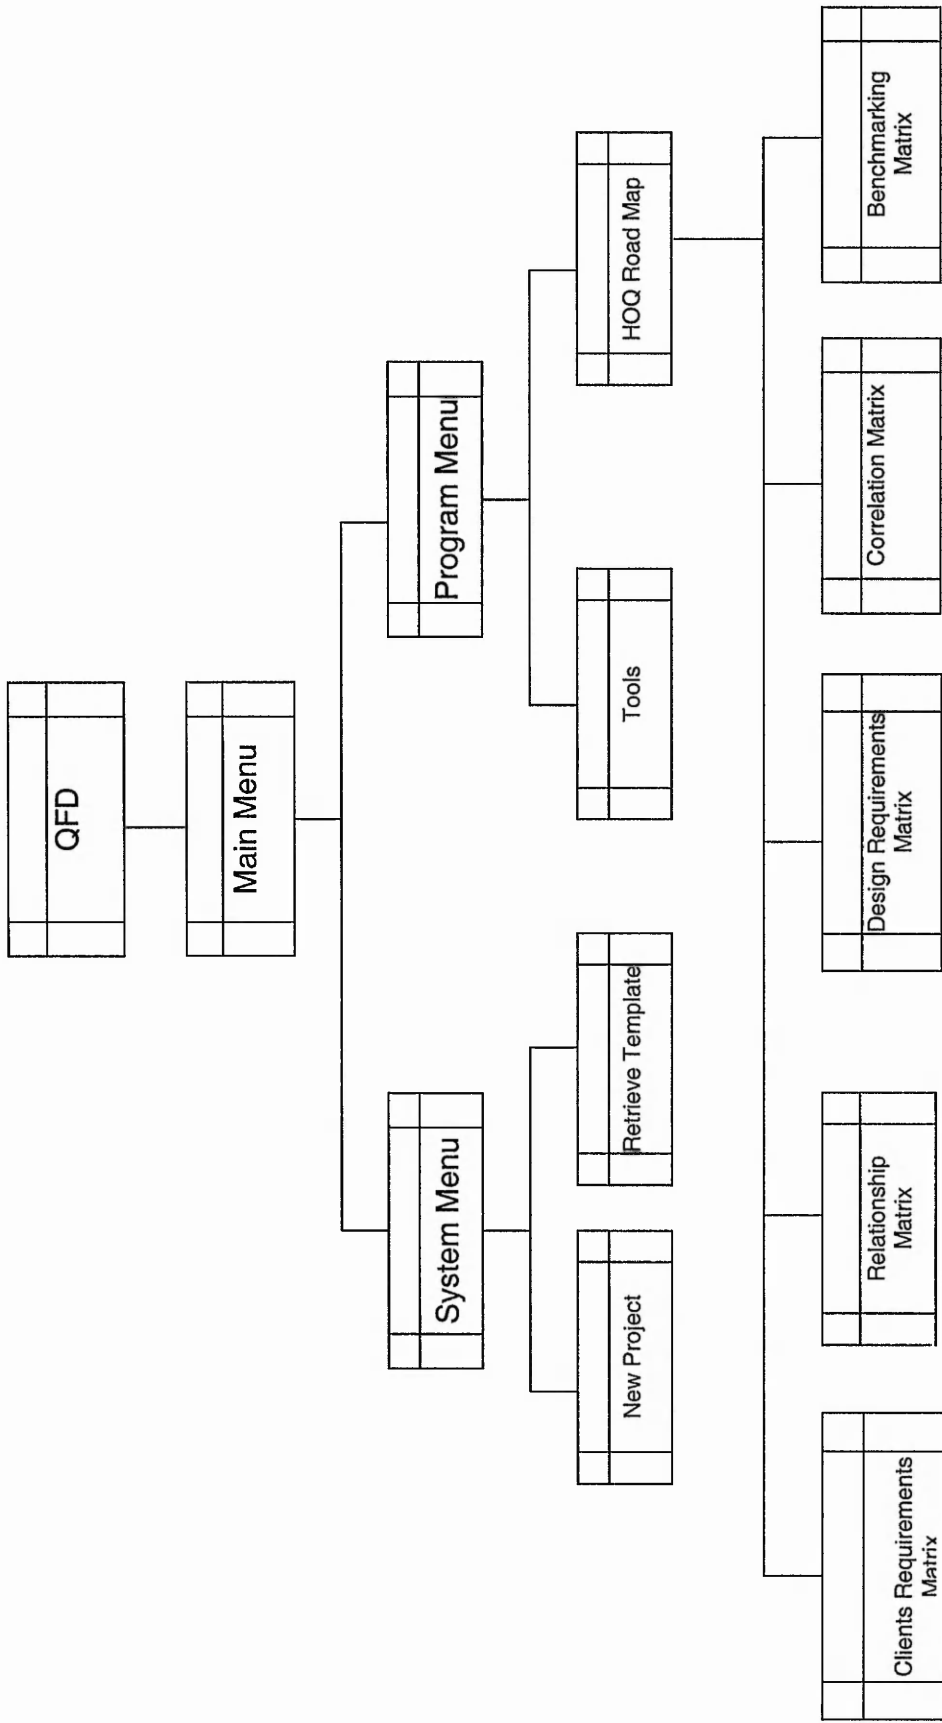 QFD
Main Menu
System Menu
Program Menu
New Project
Retrieve Template
Tools
HOQ Road Map
Clients Requirements
Matrix
Relationship
Matrix
Design Requirements
Matrix
Correlation Matrix
Benchmarking
Matrix